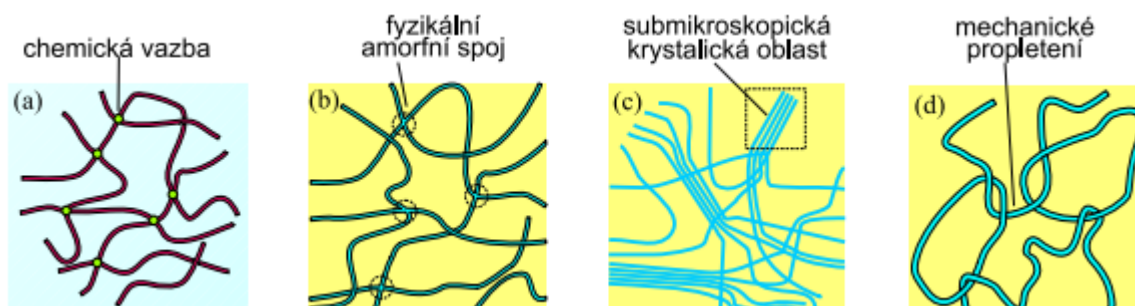 chemická vazba
(a)
fyzikální
amorfní spoj
(b)
submikroskopická
krystalická oblast
(c)
mechanické
propletení
(d)